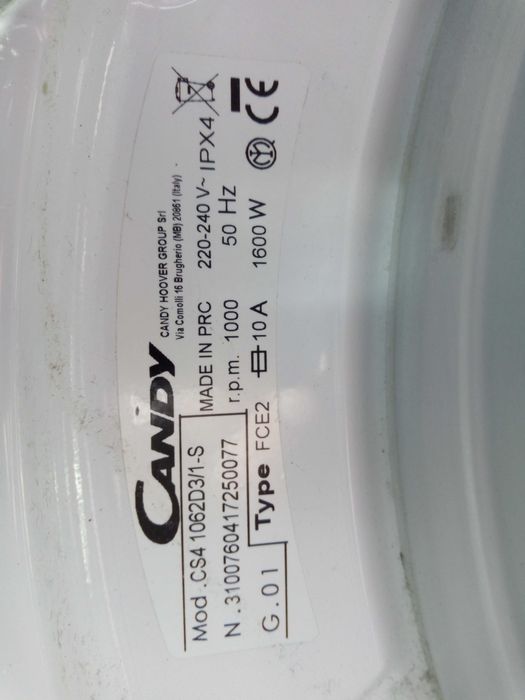 CANDY
CANDY HOOVER GROUP Srl
Via Comolli 16 Brugherio (MB) 20861 (Italy)
Mod .CS4 1062D3/1-S
MADE IN PRC 220-240 V~ IPX4
N . 3100760417250077
r.p.m. 1000 50 Hz
G.01 Type FCE2 10 A 1600 W
CE